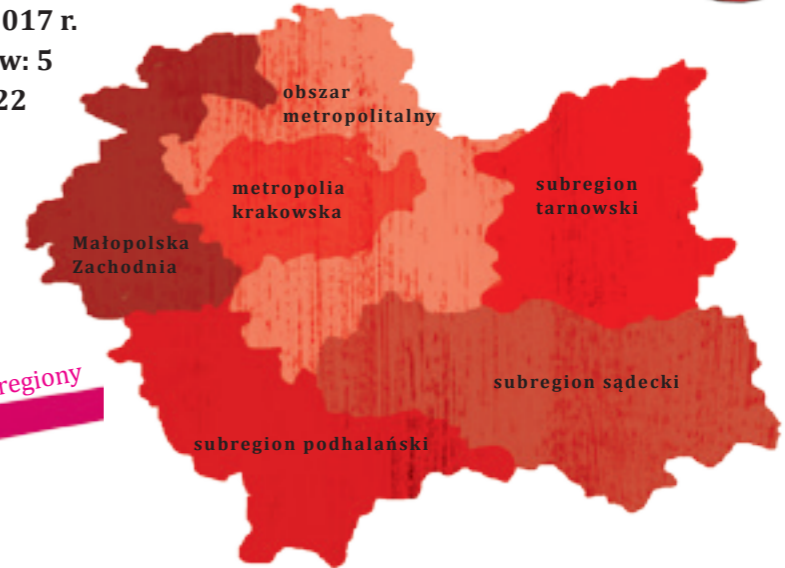 017 r.
w: 5
22
obszar
metropolitalny
metropolia
krakowska
subregion
tarnowski
Małopolska
Zachodnia
regiony
subregion sądecki
subregion podhalański